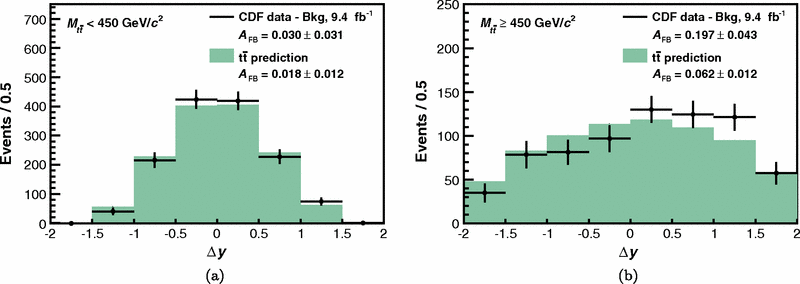 M_{tt̄} < 450 GeV/c²
CDF data - Bkg, 9.4 fb⁻¹
A_FB = 0.030 ± 0.031
tt̄ prediction
A_FB = 0.018 ± 0.012
Events / 0.5
700
600
500
400
300
200
100
0
-2 -1.5 -1 -0.5 0 0.5 1 1.5 2
Δy
(a)
M_{tt̄} ≥ 450 GeV/c²
CDF data - Bkg, 9.4 fb⁻¹
A_FB = 0.197 ± 0.043
tt̄ prediction
A_FB = 0.062 ± 0.012
Events / 0.5
250
200
150
100
50
0
-2 -1.5 -1 -0.5 0 0.5 1 1.5 2
Δy
(b)